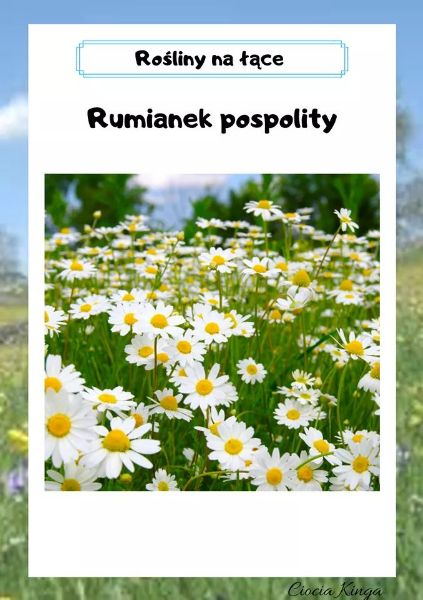 Rośliny na łące
Rumianek pospolity
Ciocia Kinga